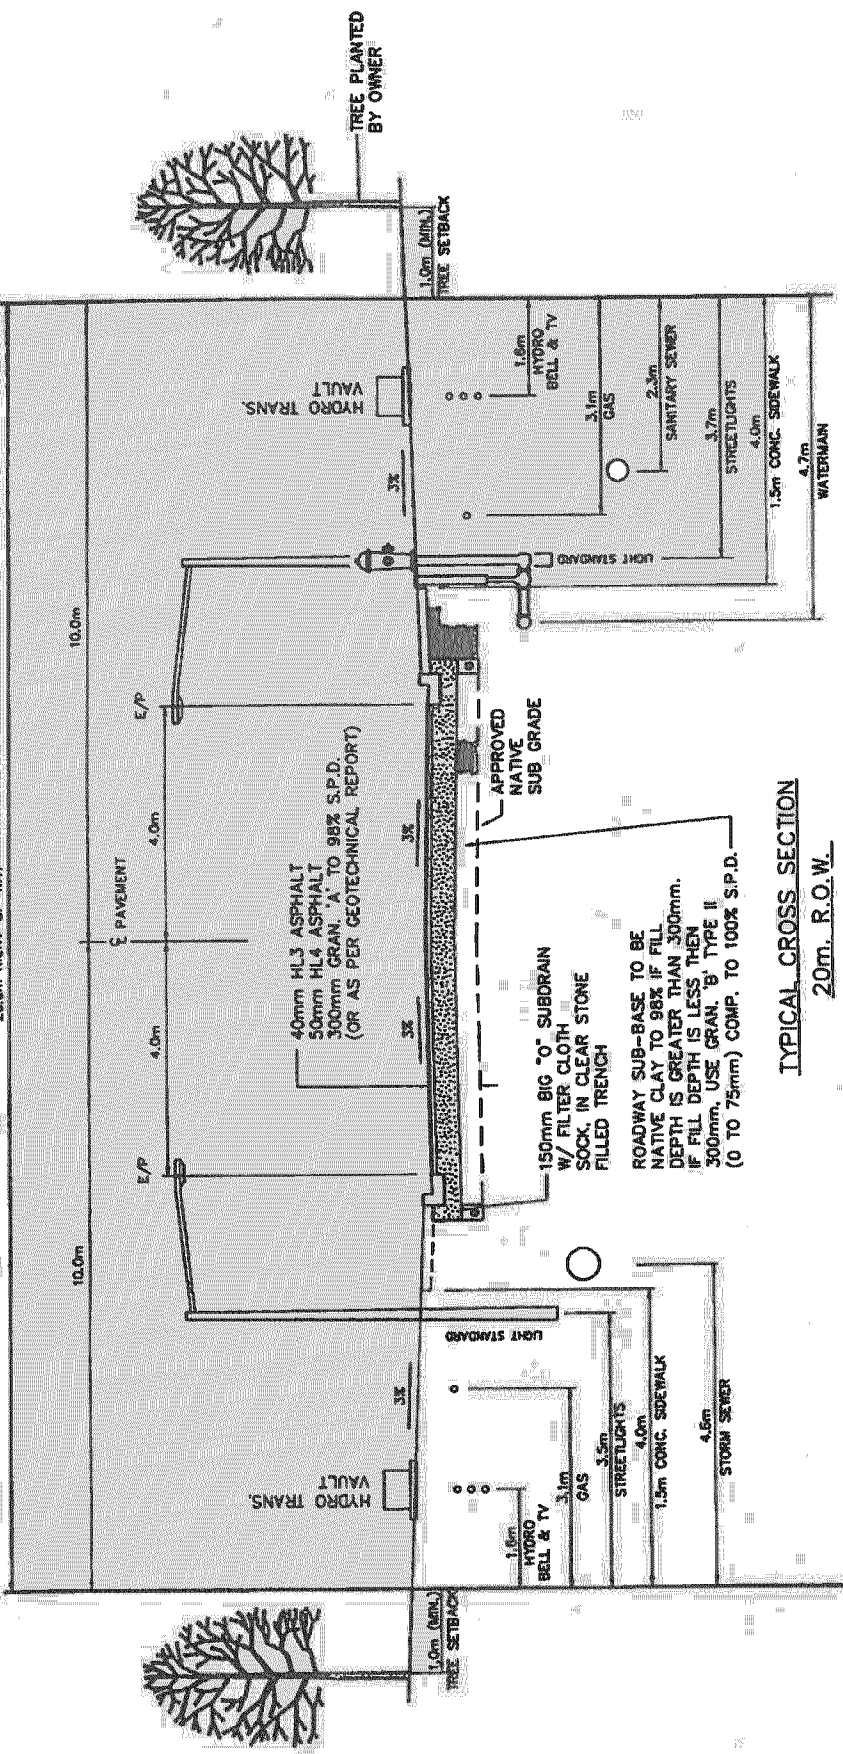 10.0m
10.0m
℄ PAVEMENT
E/P
4.0m
4.0m
E/P
TREE PLANTED
BY OWNER
HYDRO TRANS.
VAULT
HYDRO TRANS.
VAULT
40mm HL3 ASPHALT
50mm HL4 ASPHALT
300mm GRAN. 'A' TO 98% S.P.D.
(OR AS PER GEOTECHNICAL REPORT)
3%
3%
3%
3%
1.0m (MIN.)
TREE SETBACK
1.0m (MIN.)
TREE SETBACK
LIGHT STANDARD
LIGHT STANDARD
HYDRO
BELL & TV
3.1m
GAS
3.5m
STREETLIGHTS
4.0m
1.5m CONC. SIDEWALK
STORM SEWER
150mm BIG "O" SUBDRAIN
W/ FILTER CLOTH
SOCK, IN CLEAR STONE
FILLED TRENCH
APPROVED
NATIVE
SUB GRADE
ROADWAY SUB-BASE TO BE
NATIVE CLAY TO 98% IF FILL
DEPTH IS GREATER THAN 300mm.
IF FILL DEPTH IS LESS THEN
300mm, USE GRAN. 'B' TYPE II
(0 TO 75mm) COMP. TO 100% S.P.D.
HYDRO
BELL & TV
3.1m
GAS
2.3m
SANITARY SEWER
3.7m
STREETLIGHTS
4.0m
1.5m CONC. SIDEWALK
4.7m
WATERMAIN
TYPICAL CROSS SECTION
20m. R.O.W.